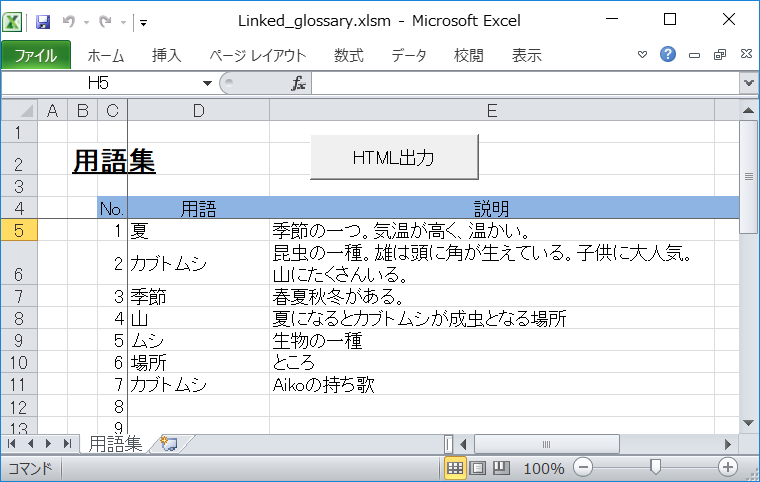 Linked_glossary.xlsm - Microsoft Excel
ファイル ホーム 挿入 ページ レイアウト 数式 データ 校閲 表示
H5 fx
A B C D E
1
2 用語集 HTML出力
3
4 No. 用語 説明
5 1 夏 季節の一つ。気温が高く、温かい。
昆虫の一種。雄は頭に角が生えている。子供に大人気。
6 2 カブトムシ 山にたくさんいる。
7 3 季節 春夏秋冬がある。
8 4 山 夏になるとカブトムシが成虫となる場所
9 5 ムシ 生物の一種
10 6 場所 ところ
11 7 カブトムシ Aikoの持ち歌
12 8
13 9
用語集
コマンド 100%